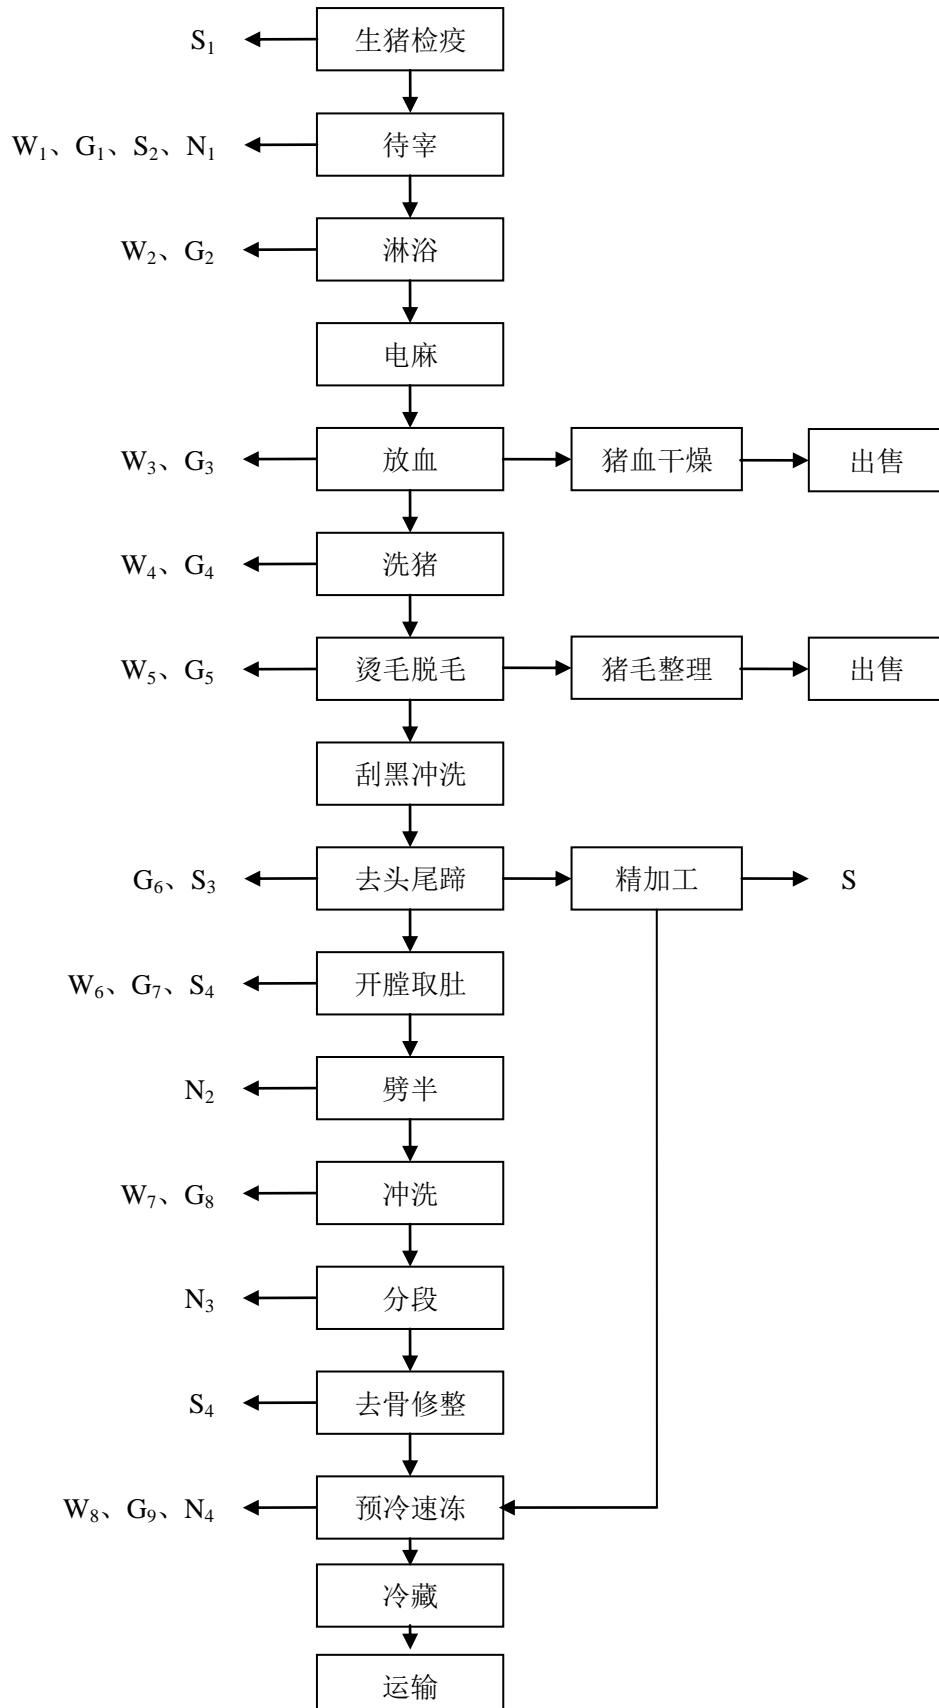 S₁ 生猪检疫
W₁、G₁、S₂、N₁ 待宰
W₂、G₂ 淋浴
电麻
W₃、G₃ 放血 猪血干燥 出售
W₄、G₄ 洗猪
W₅、G₅ 烫毛脱毛 猪毛整理 出售
刮黑冲洗
G₆、S₃ 去头尾蹄 精加工 S
W₆、G₇、S₄ 开膛取肚
N₂ 劈半
W₇、G₈ 冲洗
N₃ 分段
S₄ 去骨修整
W₈、G₉、N₄ 预冷速冻
冷藏
运输